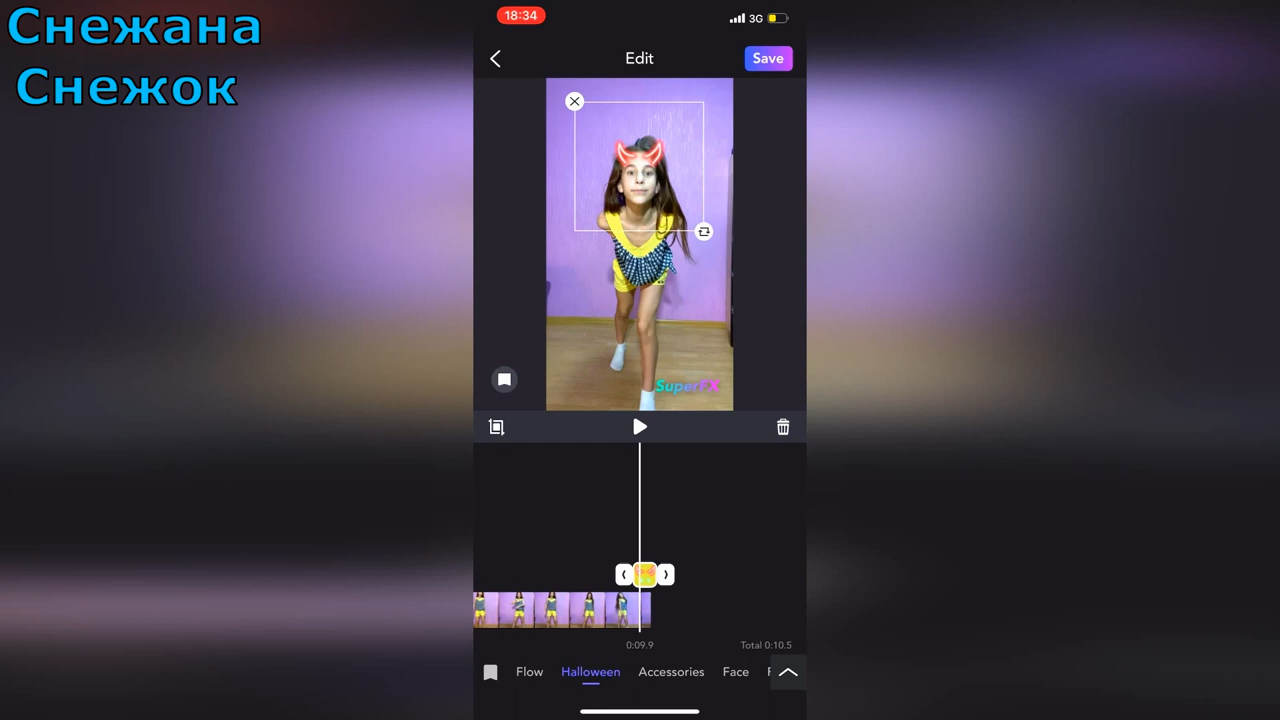 Снежана
Снежок
18:34
3G
Edit
Save
SuperFX
0:09.9
Total 0:10.5
Flow
Halloween
Accessories
Face